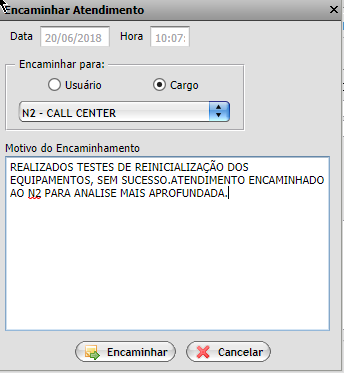 Encaminhar Atendimento
Data 20/06/2018 Hora 10:07:
Encaminhar para:
Usuário Cargo
N2 - CALL CENTER
Motivo do Encaminhamento
REALIZADOS TESTES DE REINICIALIZAÇÃO DOS
EQUIPAMENTOS, SEM SUCESSO.ATENDIMENTO ENCAMINHADO
AO N2 PARA ANALISE MAIS APROFUNDADA.
Encaminhar Cancelar